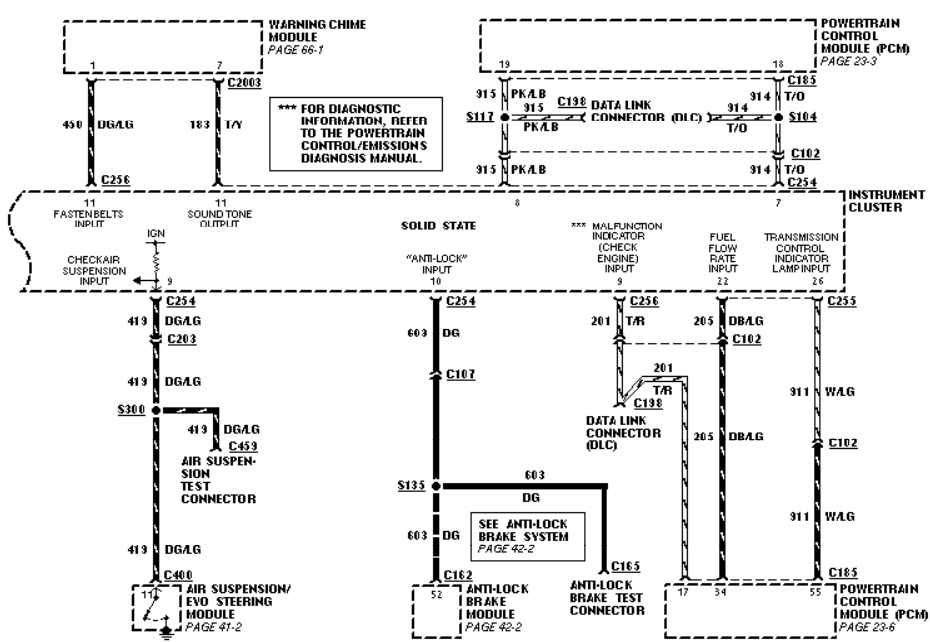 WARNING CHIME
MODULE
PAGE 66-1
POWERTRAIN
CONTROL
MODULE (PCM)
PAGE 23-3
1
7
C2003
19
18
C185
450
DG/LG
183
T/Y
*** FOR DIAGNOSTIC
INFORMATION, REFER
TO THE POWERTRAIN
CONTROL/EMISSIONS
DIAGNOSIS MANUAL.
915
PK/LB
914
T/O
S117
915
PK/LB
C198
DATA LINK
CONNECTOR (DLC)
914
T/O
S104
C102
C256
915
PK/LB
914
T/O
C254
INSTRUMENT
CLUSTER
11
FASTEN BELTS
INPUT
11
SOUND TONE
OUTPUT
8
7
SOLID STATE
IGN
CHECK AIR
SUSPENSION
INPUT
9
"ANTI-LOCK"
INPUT
10
*** MALFUNCTION
INDICATOR
(CHECK
ENGINE)
INPUT
9
FUEL
FLOW
RATE
INPUT
22
TRANSMISSION
CONTROL
INDICATOR
LAMP INPUT
26
C254
C254
C256
C255
419
DG/LG
603
DG
201
T/R
205
DB/LG
C203
C102
C107
419
DG/LG
201
T/R
911
W/LG
C198
S300
DATA LINK
CONNECTOR
(DLC)
419
DG/LG
C459
AIR SUSPEN-
SION
TEST
CONNECTOR
205
DB/LG
C102
S135
603
DG
911
W/LG
SEE ANTI-LOCK
BRAKE SYSTEM
PAGE 42-2
603
DG
419
DG/LG
C400
C162
C165
C185
11
AIR SUSPENSION/
EVO STEERING
MODULE
PAGE 41-2
52
ANTI-LOCK
BRAKE
MODULE
PAGE 42-2
ANTI-LOCK
BRAKE TEST
CONNECTOR
17
34
55
POWERTRAIN
CONTROL
MODULE (PCM)
PAGE 23-6